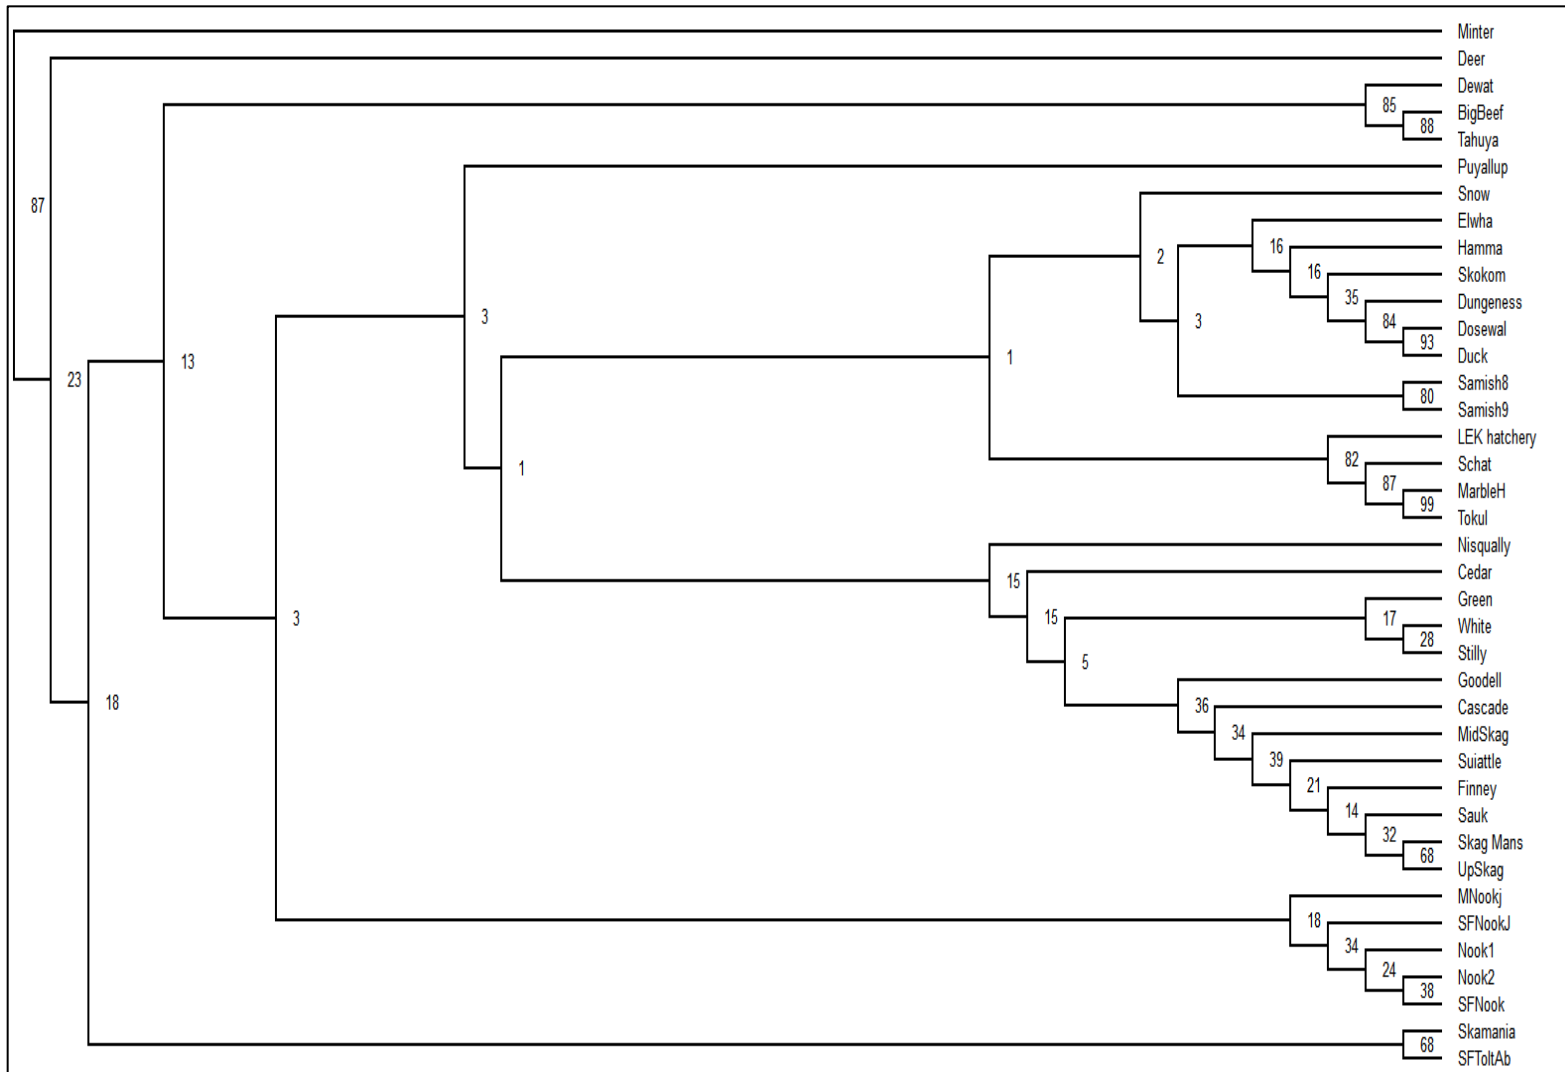 Minter
Deer
Dewat
85
BigBeef
88
Tahuya
Puyallup
Snow
87
Elwha
16
Hamma
2
16
Skokom
35
Dungeness
3
3
84
Dosewal
93
Duck
1
13
23
Samish8
80
Samish9
LEK hatchery
82
Schat
1
87
MarbleH
99
Tokul
Nisqually
15
Cedar
Green
15
3
17
White
28
Stilly
5
Goodell
18
36
Cascade
34
MidSkag
39
Suiattle
21
Finney
14
Sauk
32
Skag Mans
68
UpSkag
MNookj
18
SFNookJ
34
Nook1
24
Nook2
38
SFNook
Skamania
68
SFToltAb